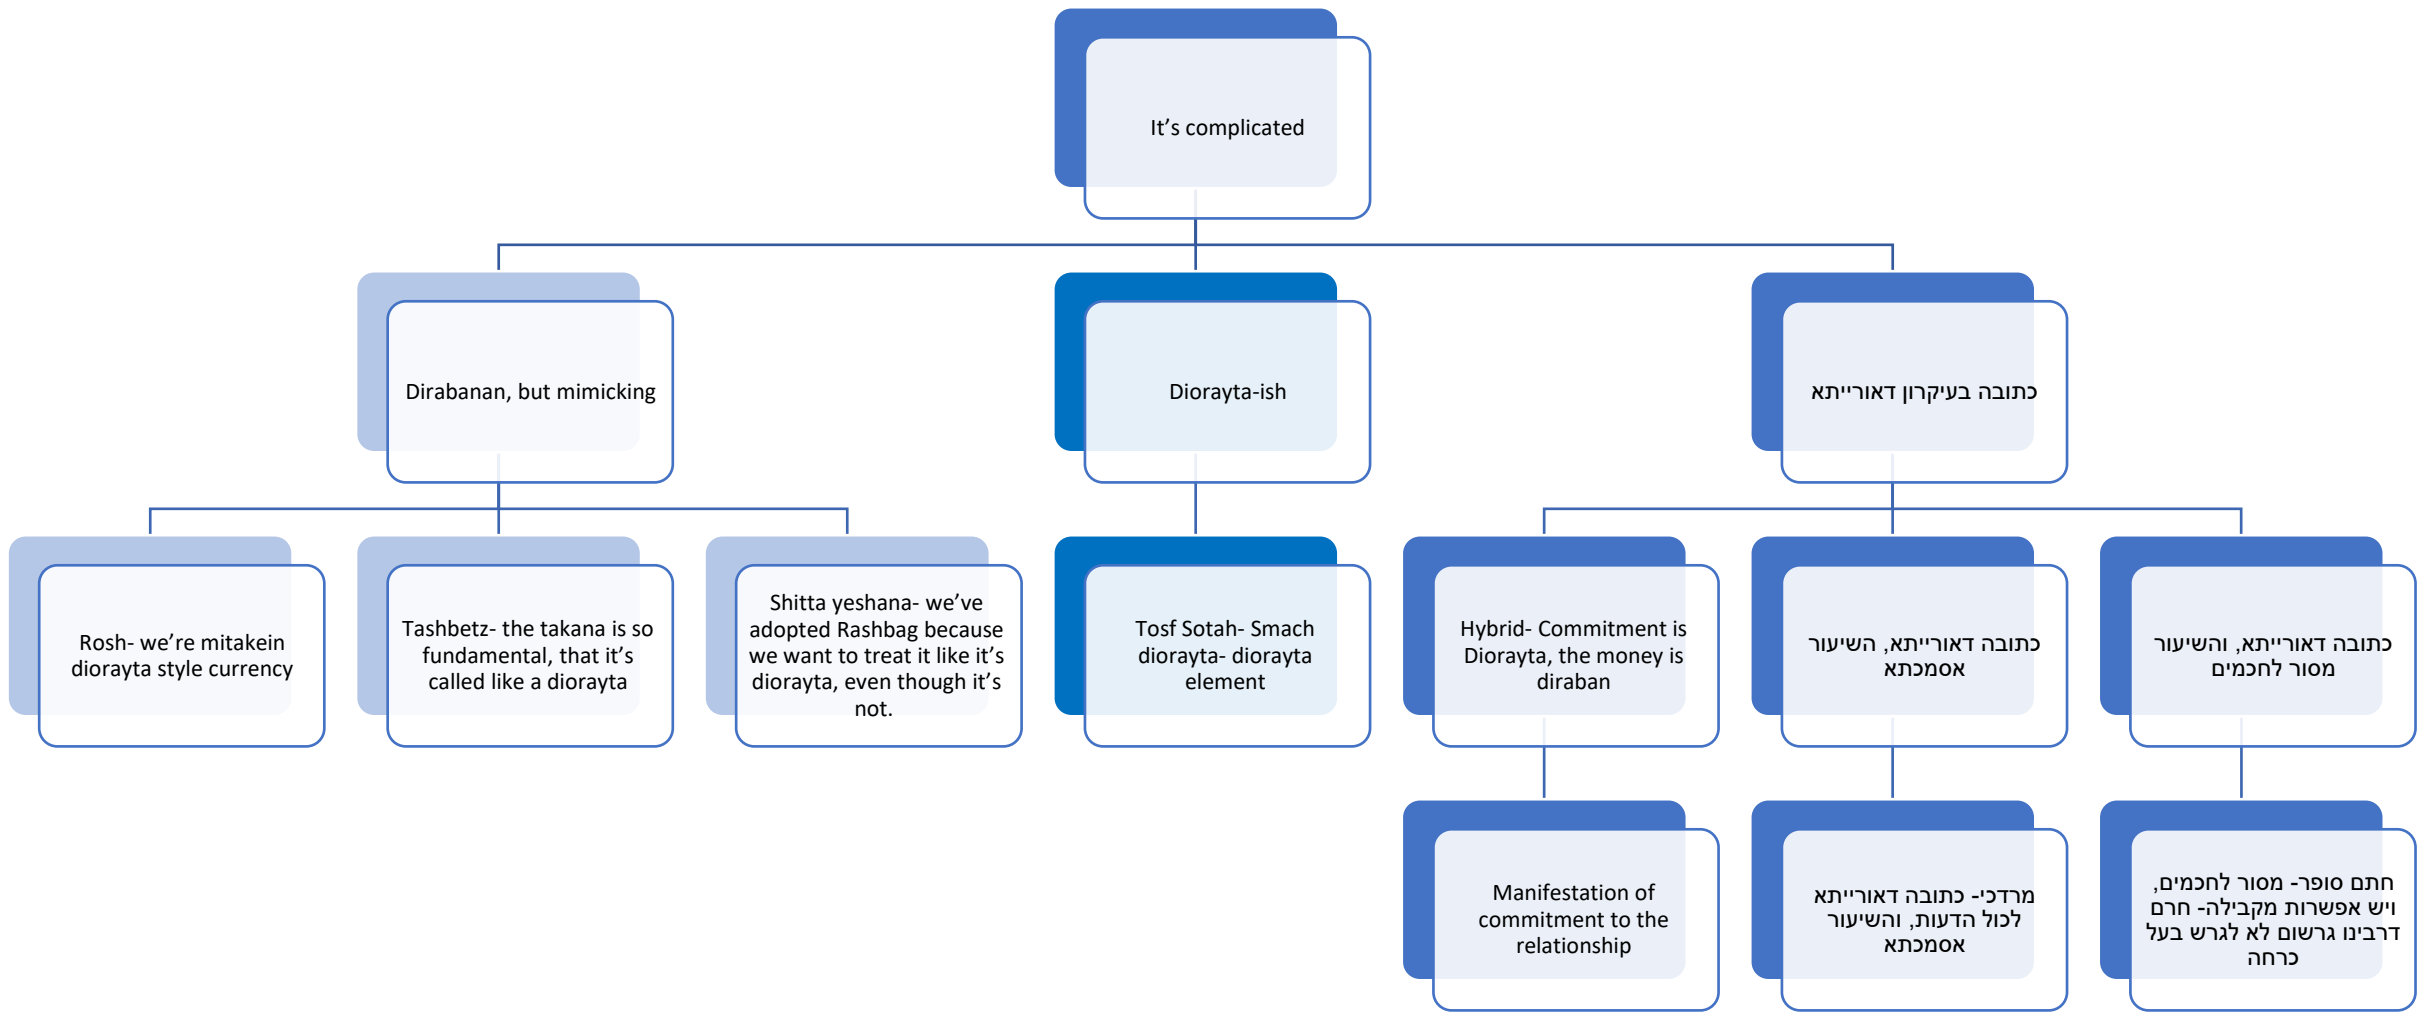 It’s complicated
Dirabanan, but mimicking
Diorayta-ish
כתובה בעיקרון דאורייתא
Rosh- we’re mitakein
diorayta style currency
Tashbetz- the takana is so
fundamental, that it’s
called like a diorayta
Shitta yeshana- we’ve
adopted Rashbag because
we want to treat it like it’s
diorayta, even though it’s
not.
Tosf Sotah- Smach
diorayta- diorayta
element
Hybrid- Commitment is
Diorayta, the money is
diraban
כתובה דאורייתא, השיעור
אסמכתא
כתובה דאורייתא, והשיעור
מסור לחכמים
Manifestation of
commitment to the
relationship
מרדכי- כתובה דאורייתא
לכול הדעות, והשיעור
אסמכתא
חתם סופר- מסור לחכמים,
ויש אפשרות מקבילה- חרם
דרבינו גרשום לא לגרש בעל
כרחה